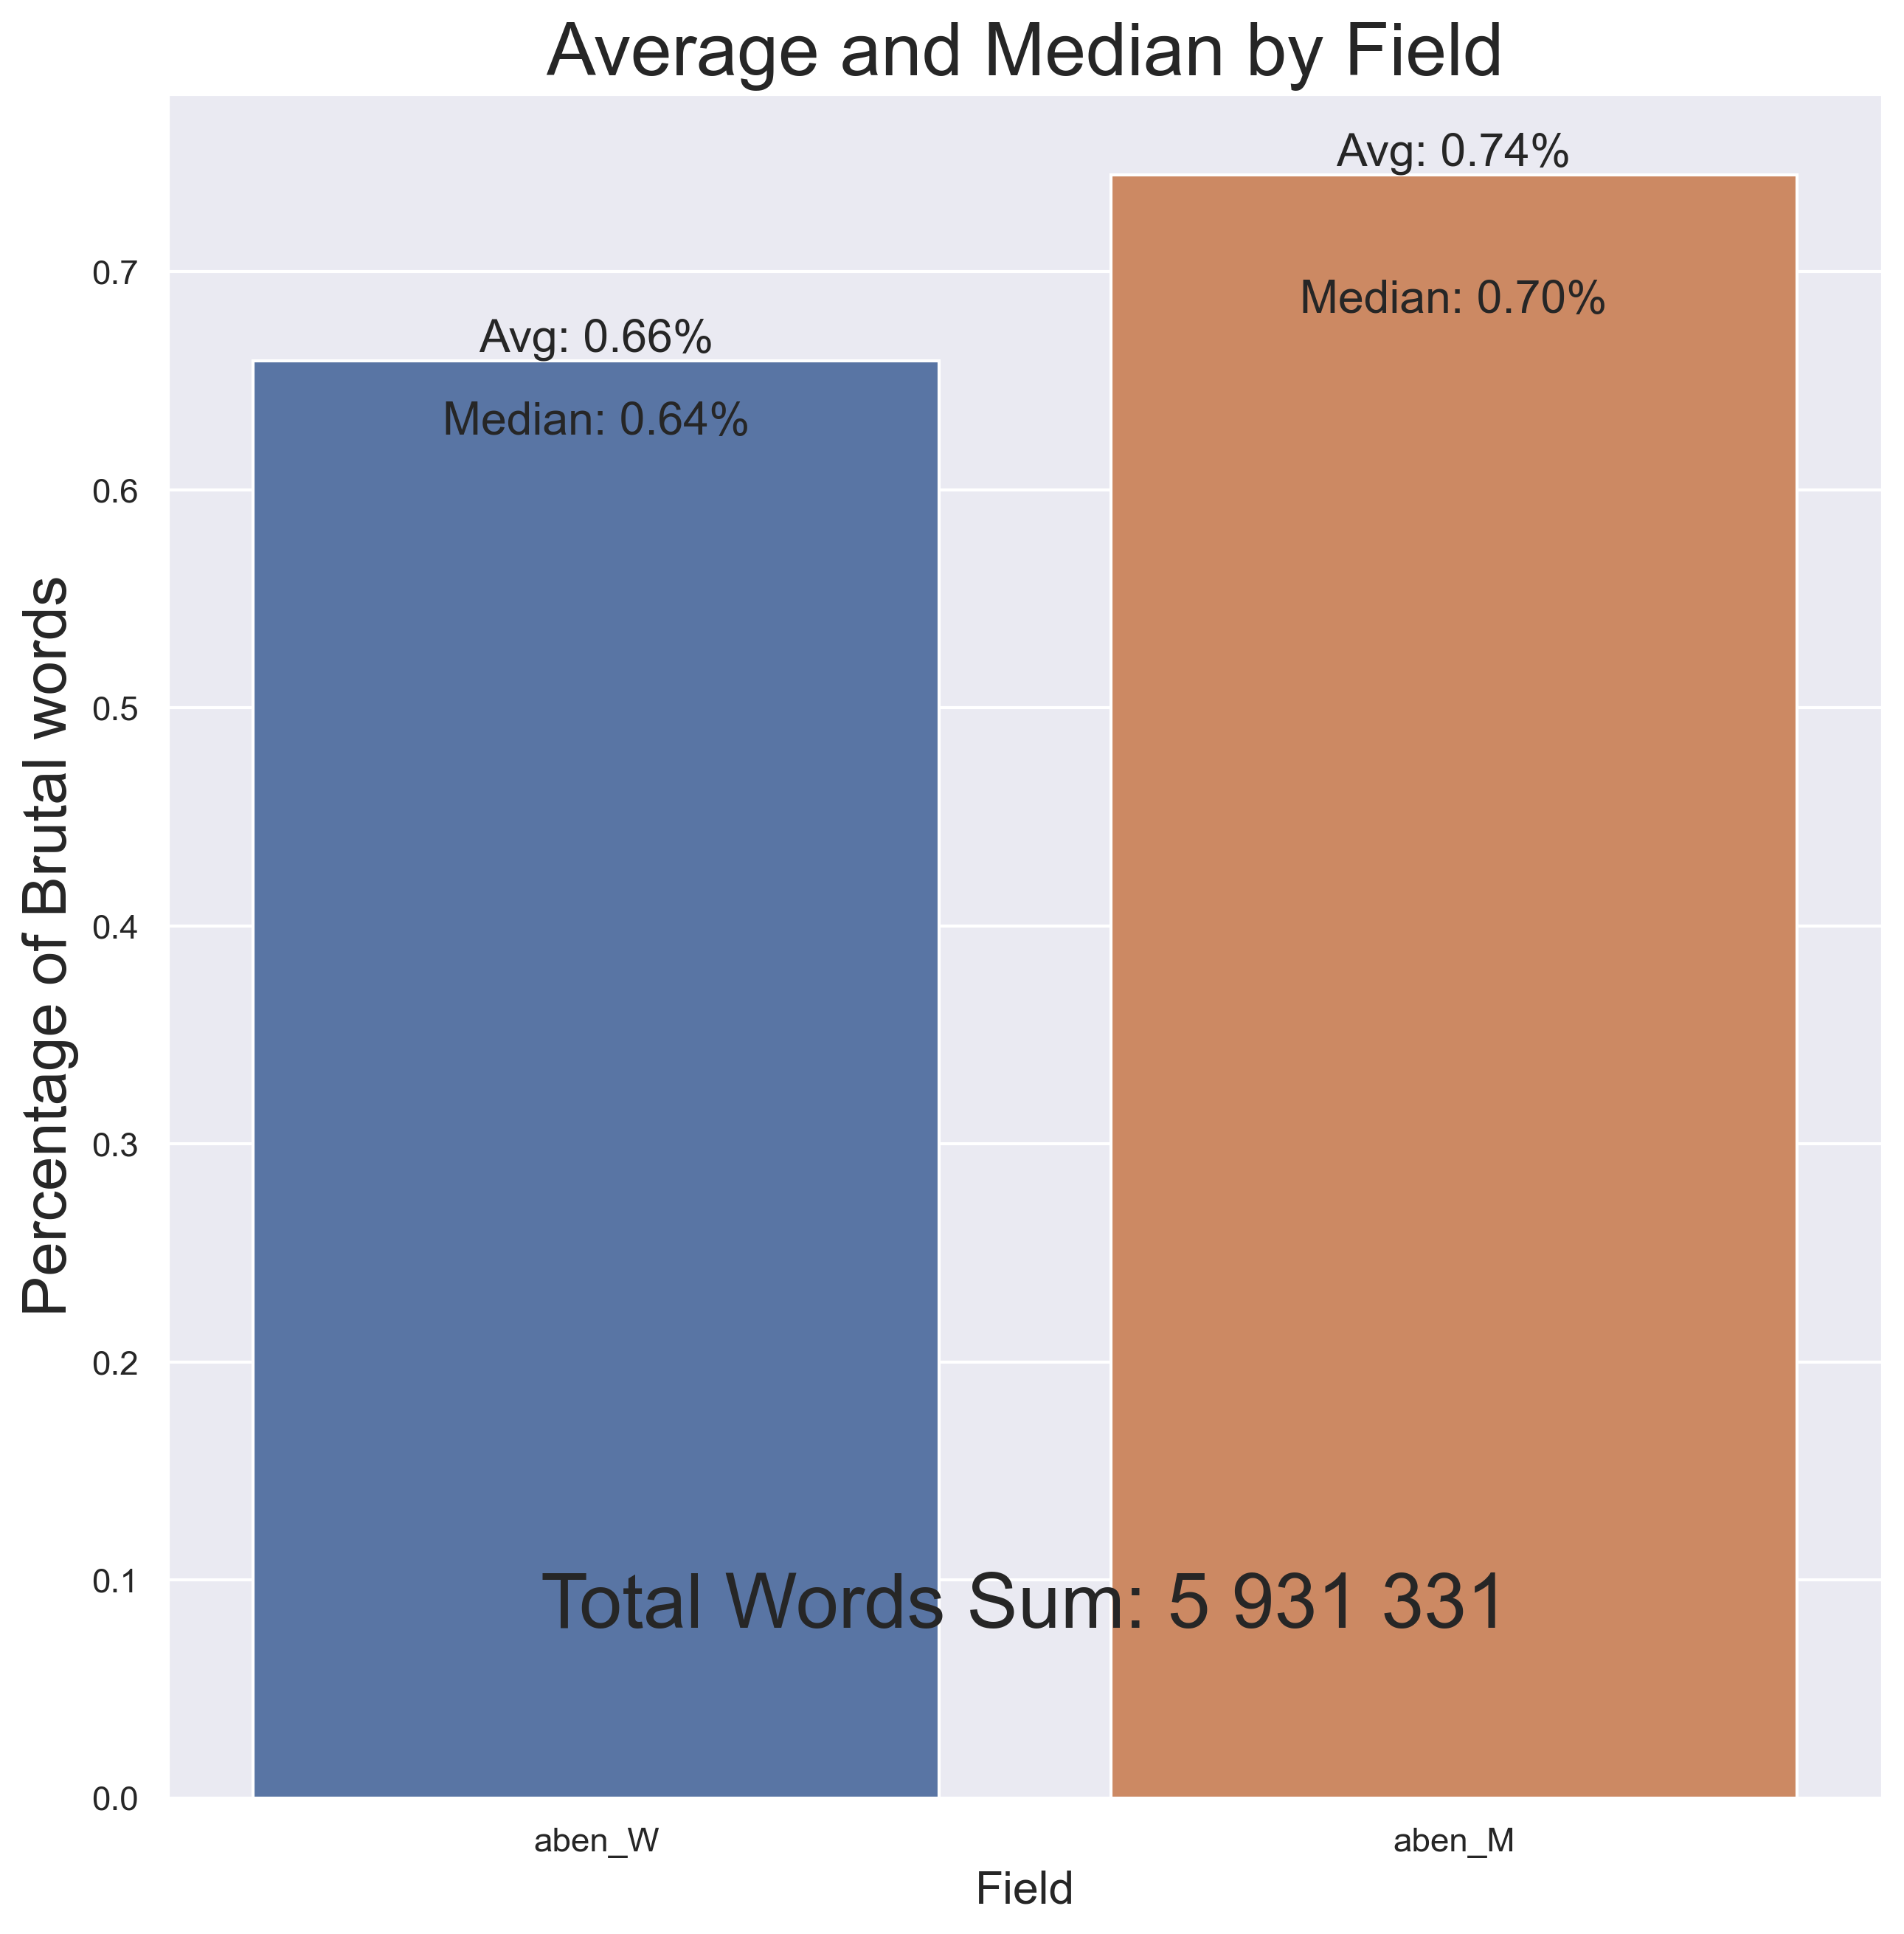 Average and Median by Field
Avg: 0.74%
0.7
Median: 0.70%
Avg: 0.66%
Median: 0.64%
0.6
0.5
Percentage of Brutal words
0.4
0.3
0.2
0.1
Total Words Sum: 5 931 331
0.0
aben_W
aben_M
Field